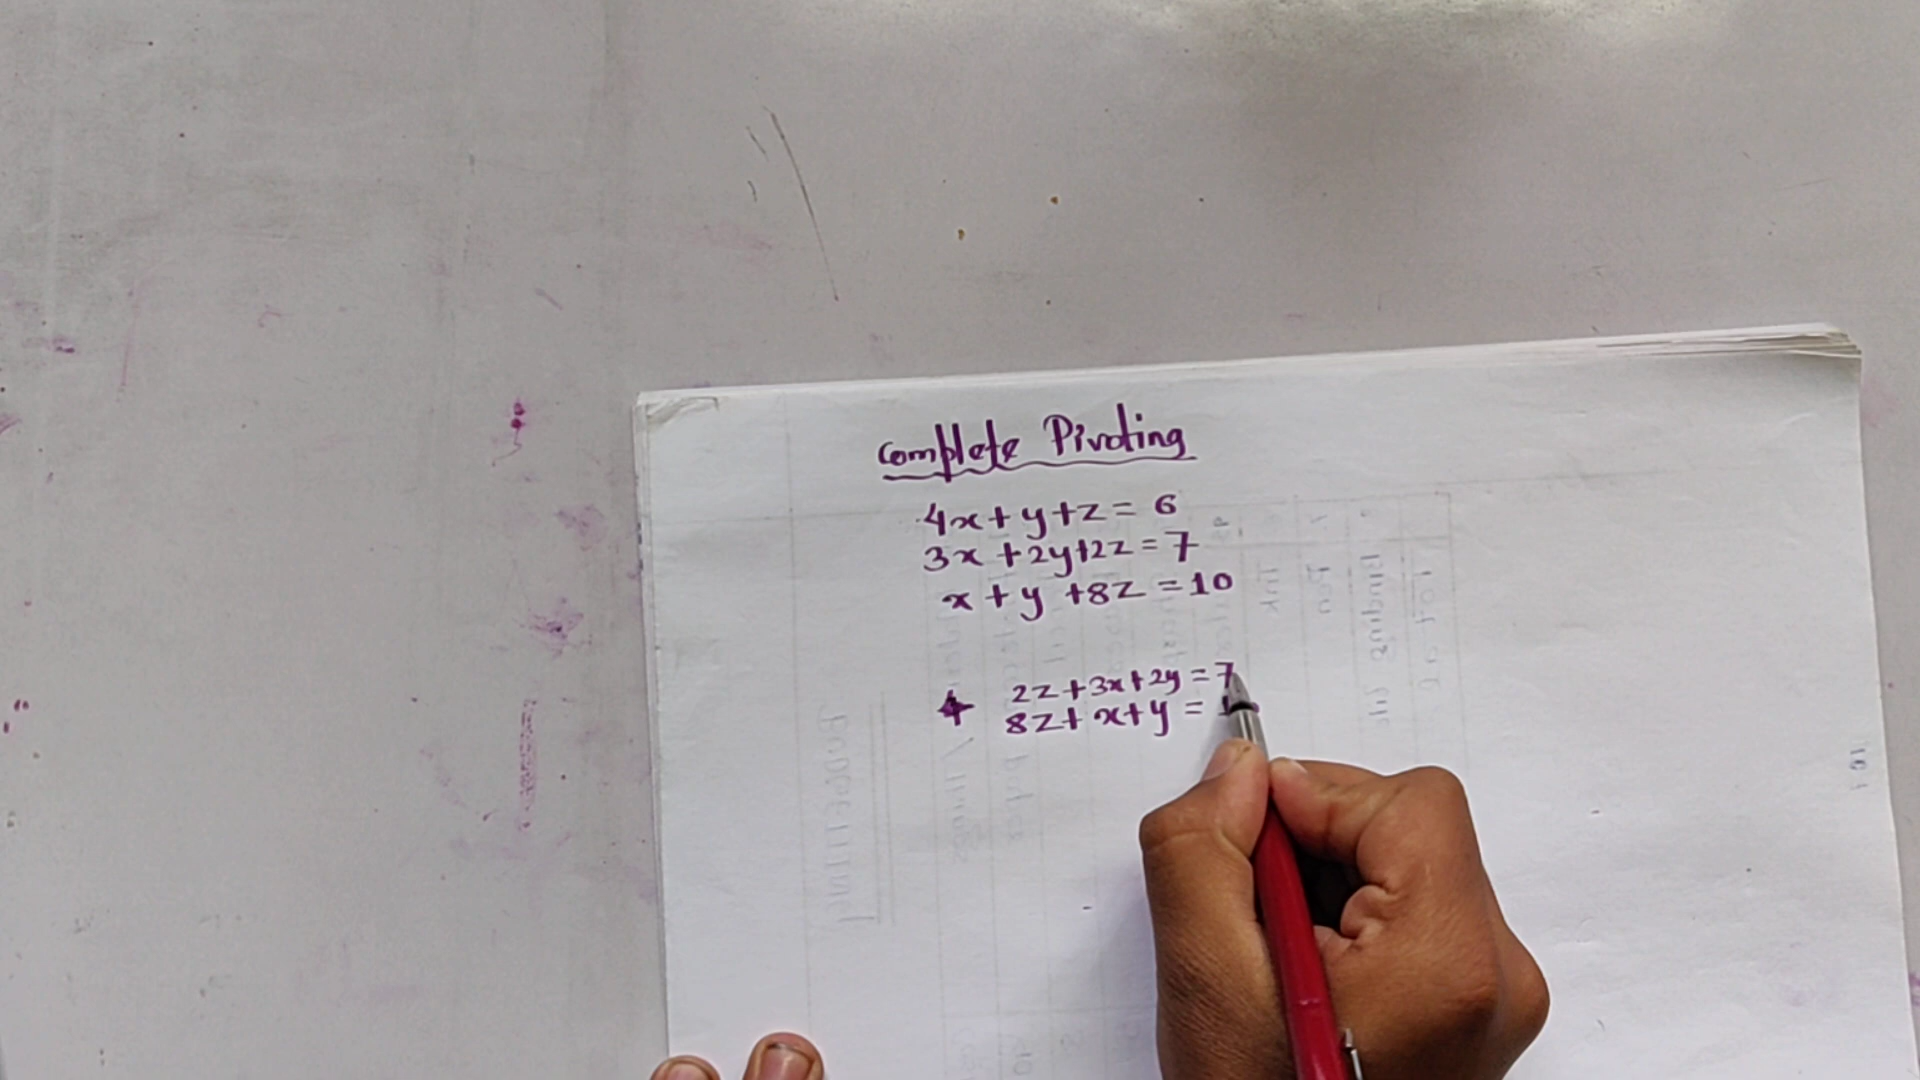 Complete Pivoting
4x+y+z= 6
3x+2y+2z=7
x+y+8z=10
2z+3x+2y=7
8z+x+y=